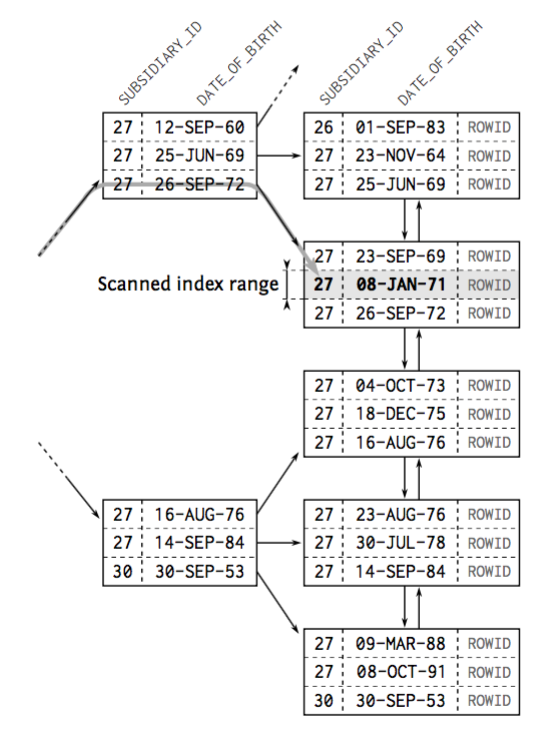 SUBSIDIARY_ID DATE_OF_BIRTH
27 12-SEP-60
27 25-JUN-69
27 26-SEP-72
SUBSIDIARY_ID DATE_OF_BIRTH
26 01-SEP-83 ROWID
27 23-NOV-64 ROWID
27 25-JUN-69 ROWID
27 23-SEP-69 ROWID
Scanned index range
27 08-JAN-71 ROWID
27 26-SEP-72 ROWID
27 04-OCT-73 ROWID
27 18-DEC-75 ROWID
27 16-AUG-76 ROWID
27 16-AUG-76
27 14-SEP-84
30 30-SEP-53
27 23-AUG-76 ROWID
27 30-JUL-78 ROWID
27 14-SEP-84 ROWID
27 09-MAR-88 ROWID
27 08-OCT-91 ROWID
30 30-SEP-53 ROWID